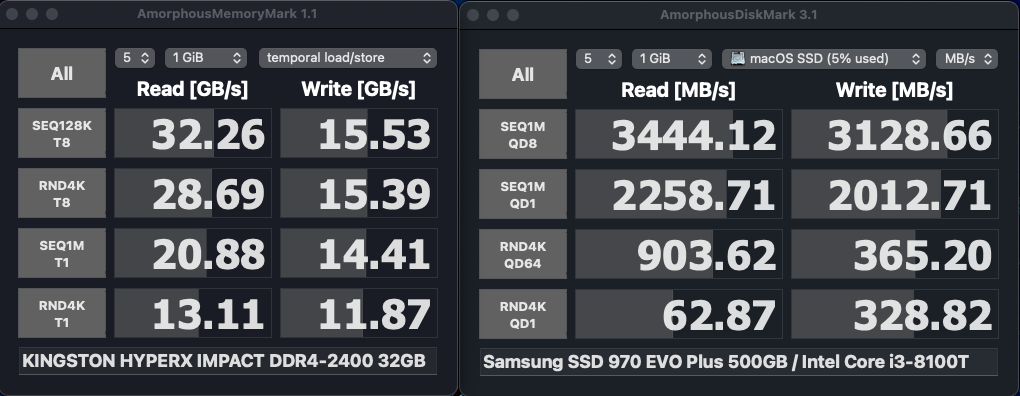 AmorphousMemoryMark 1.1
All
5
1 GiB
temporal load/store
Read [GB/s]
Write [GB/s]
SEQ128K
T8
32.26
15.53
RND4K
T8
28.69
15.39
SEQ1M
T1
20.88
14.41
RND4K
T1
13.11
11.87
KINGSTON HYPERX IMPACT DDR4-2400 32GB
AmorphousDiskMark 3.1
All
5
1 GiB
macOS SSD (5% used)
MB/s
Read [MB/s]
Write [MB/s]
SEQ1M
QD8
3444.12
3128.66
SEQ1M
QD1
2258.71
2012.71
RND4K
QD64
903.62
365.20
RND4K
QD1
62.87
328.82
Samsung SSD 970 EVO Plus 500GB / Intel Core i3-8100T